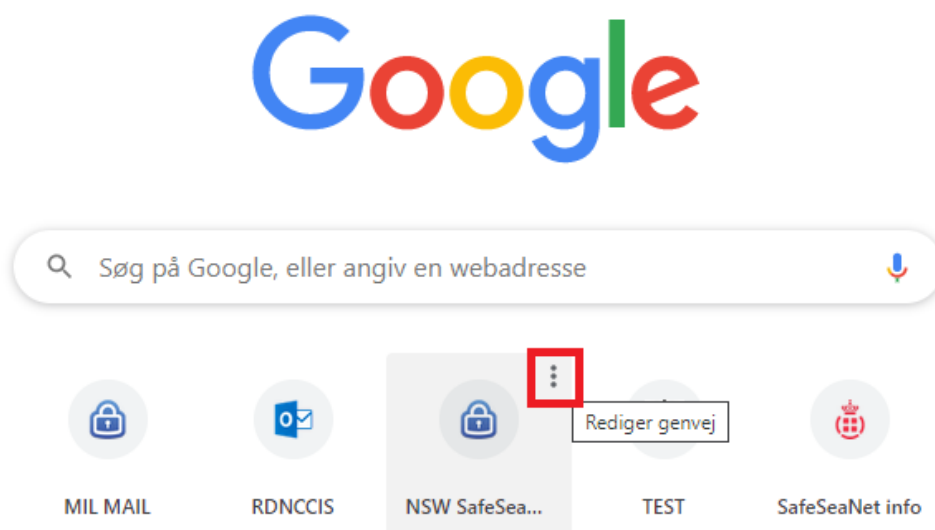 Google
Søg på Google, eller angiv en webadresse
Rediger genvej
MIL MAIL
RDNCCIS
NSW SafeSea...
TEST
SafeSeaNet info